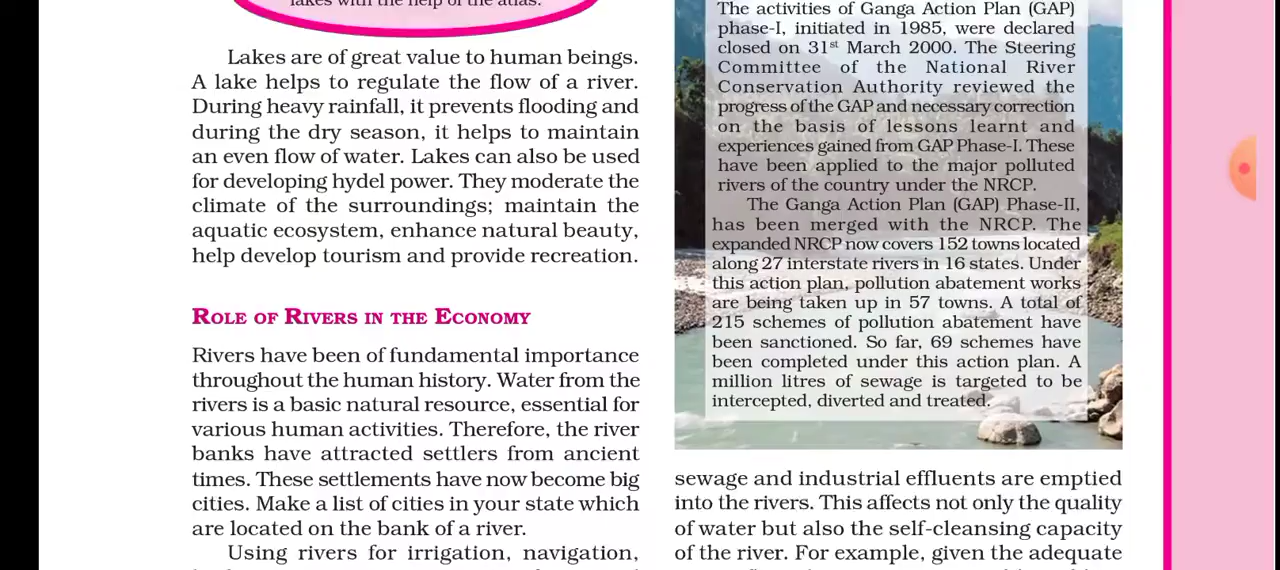 lakes with the help of the atlas.
Lakes are of great value to human beings.
A lake helps to regulate the flow of a river.
During heavy rainfall, it prevents flooding and
during the dry season, it helps to maintain
an even flow of water. Lakes can also be used
for developing hydel power. They moderate the
climate of the surroundings; maintain the
aquatic ecosystem, enhance natural beauty,
help develop tourism and provide recreation.
ROLE OF RIVERS IN THE ECONOMY
Rivers have been of fundamental importance
throughout the human history. Water from the
rivers is a basic natural resource, essential for
various human activities. Therefore, the river
banks have attracted settlers from ancient
times. These settlements have now become big
cities. Make a list of cities in your state which
are located on the bank of a river.
Using rivers for irrigation, navigation,
The activities of Ganga Action Plan (GAP)
phase-I, initiated in 1985, were declared
closed on 31st March 2000. The Steering
Committee of the National River
Conservation Authority reviewed the
progress of the GAP and necessary correction
on the basis of lessons learnt and
experiences gained from GAP Phase-I. These
have been applied to the major polluted
rivers of the country under the NRCP.
The Ganga Action Plan (GAP) Phase-II,
has been merged with the NRCP. The
expanded NRCP now covers 152 towns located
along 27 interstate rivers in 16 states. Under
this action plan, pollution abatement works
are being taken up in 57 towns. A total of
215 schemes of pollution abatement have
been sanctioned. So far, 69 schemes have
been completed under this action plan. A
million litres of sewage is targeted to be
intercepted, diverted and treated.
sewage and industrial effluents are emptied
into the rivers. This affects not only the quality
of water but also the self-cleansing capacity
of the river. For example, given the adequate